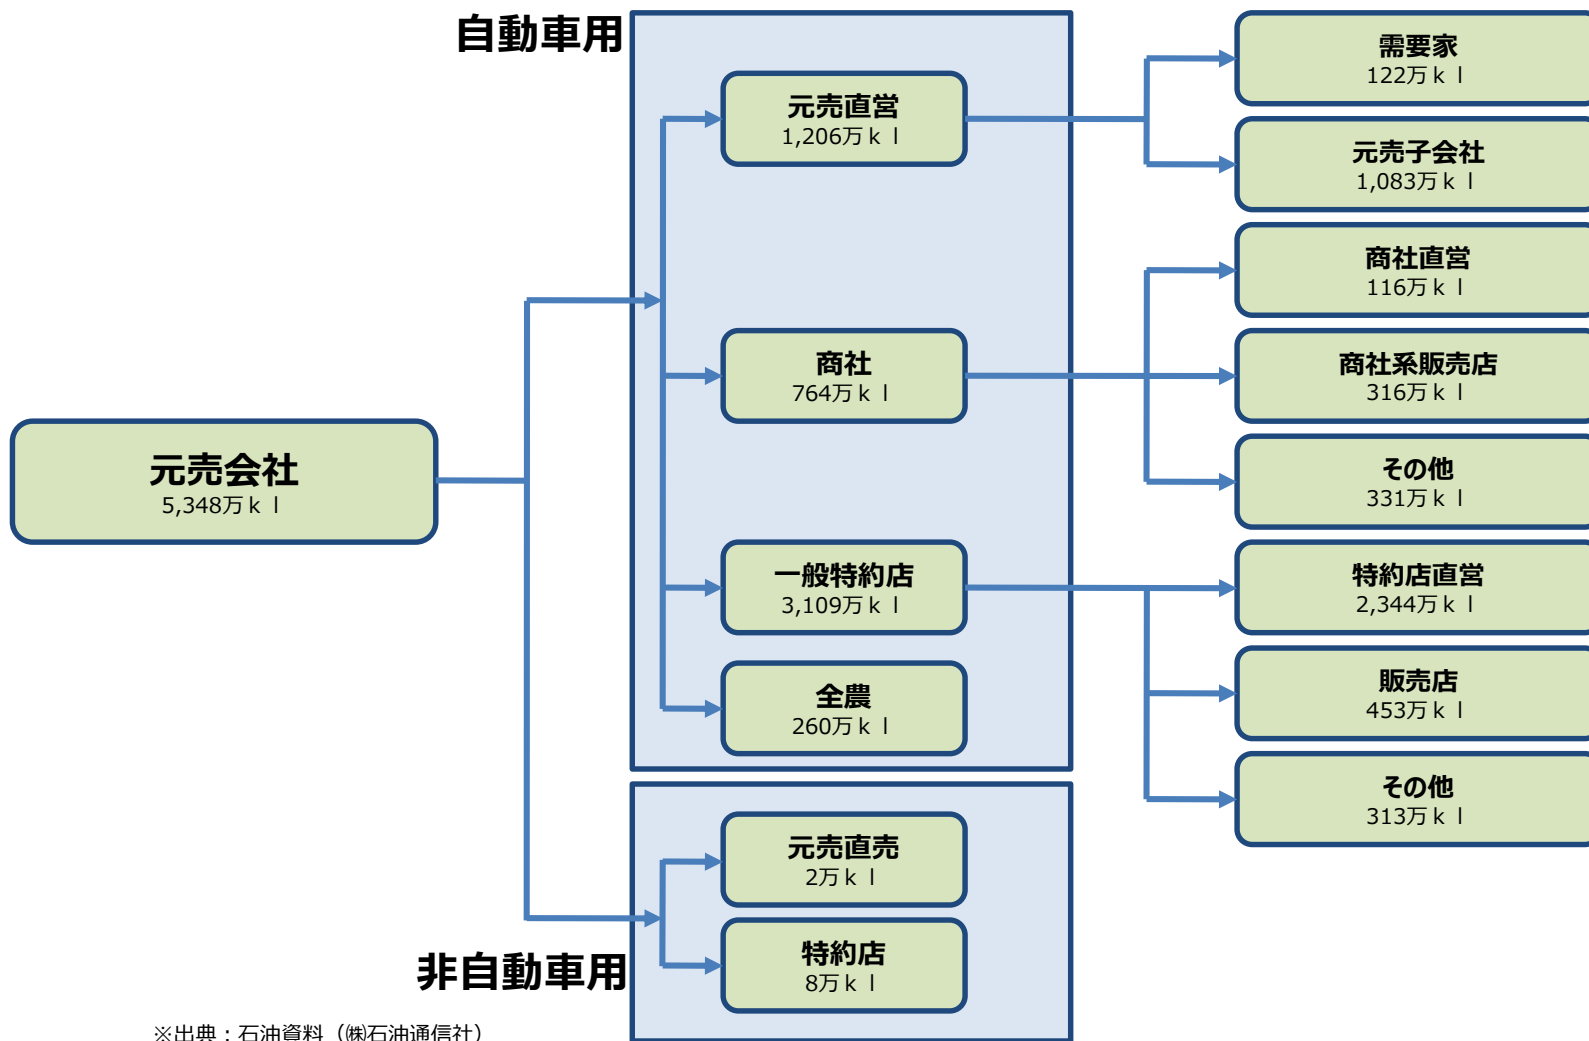 自動車用
元売会社
5,348万ｋｌ
元売直営
1,206万ｋｌ
商社
764万ｋｌ
一般特約店
3,109万ｋｌ
全農
260万ｋｌ
需要家
122万ｋｌ
元売子会社
1,083万ｋｌ
商社直営
116万ｋｌ
商社系販売店
316万ｋｌ
その他
331万ｋｌ
特約店直営
2,344万ｋｌ
販売店
453万ｋｌ
その他
313万ｋｌ
非自動車用
元売直売
2万ｋｌ
特約店
8万ｋｌ
※出典：石油資料（㈱石油通信社）